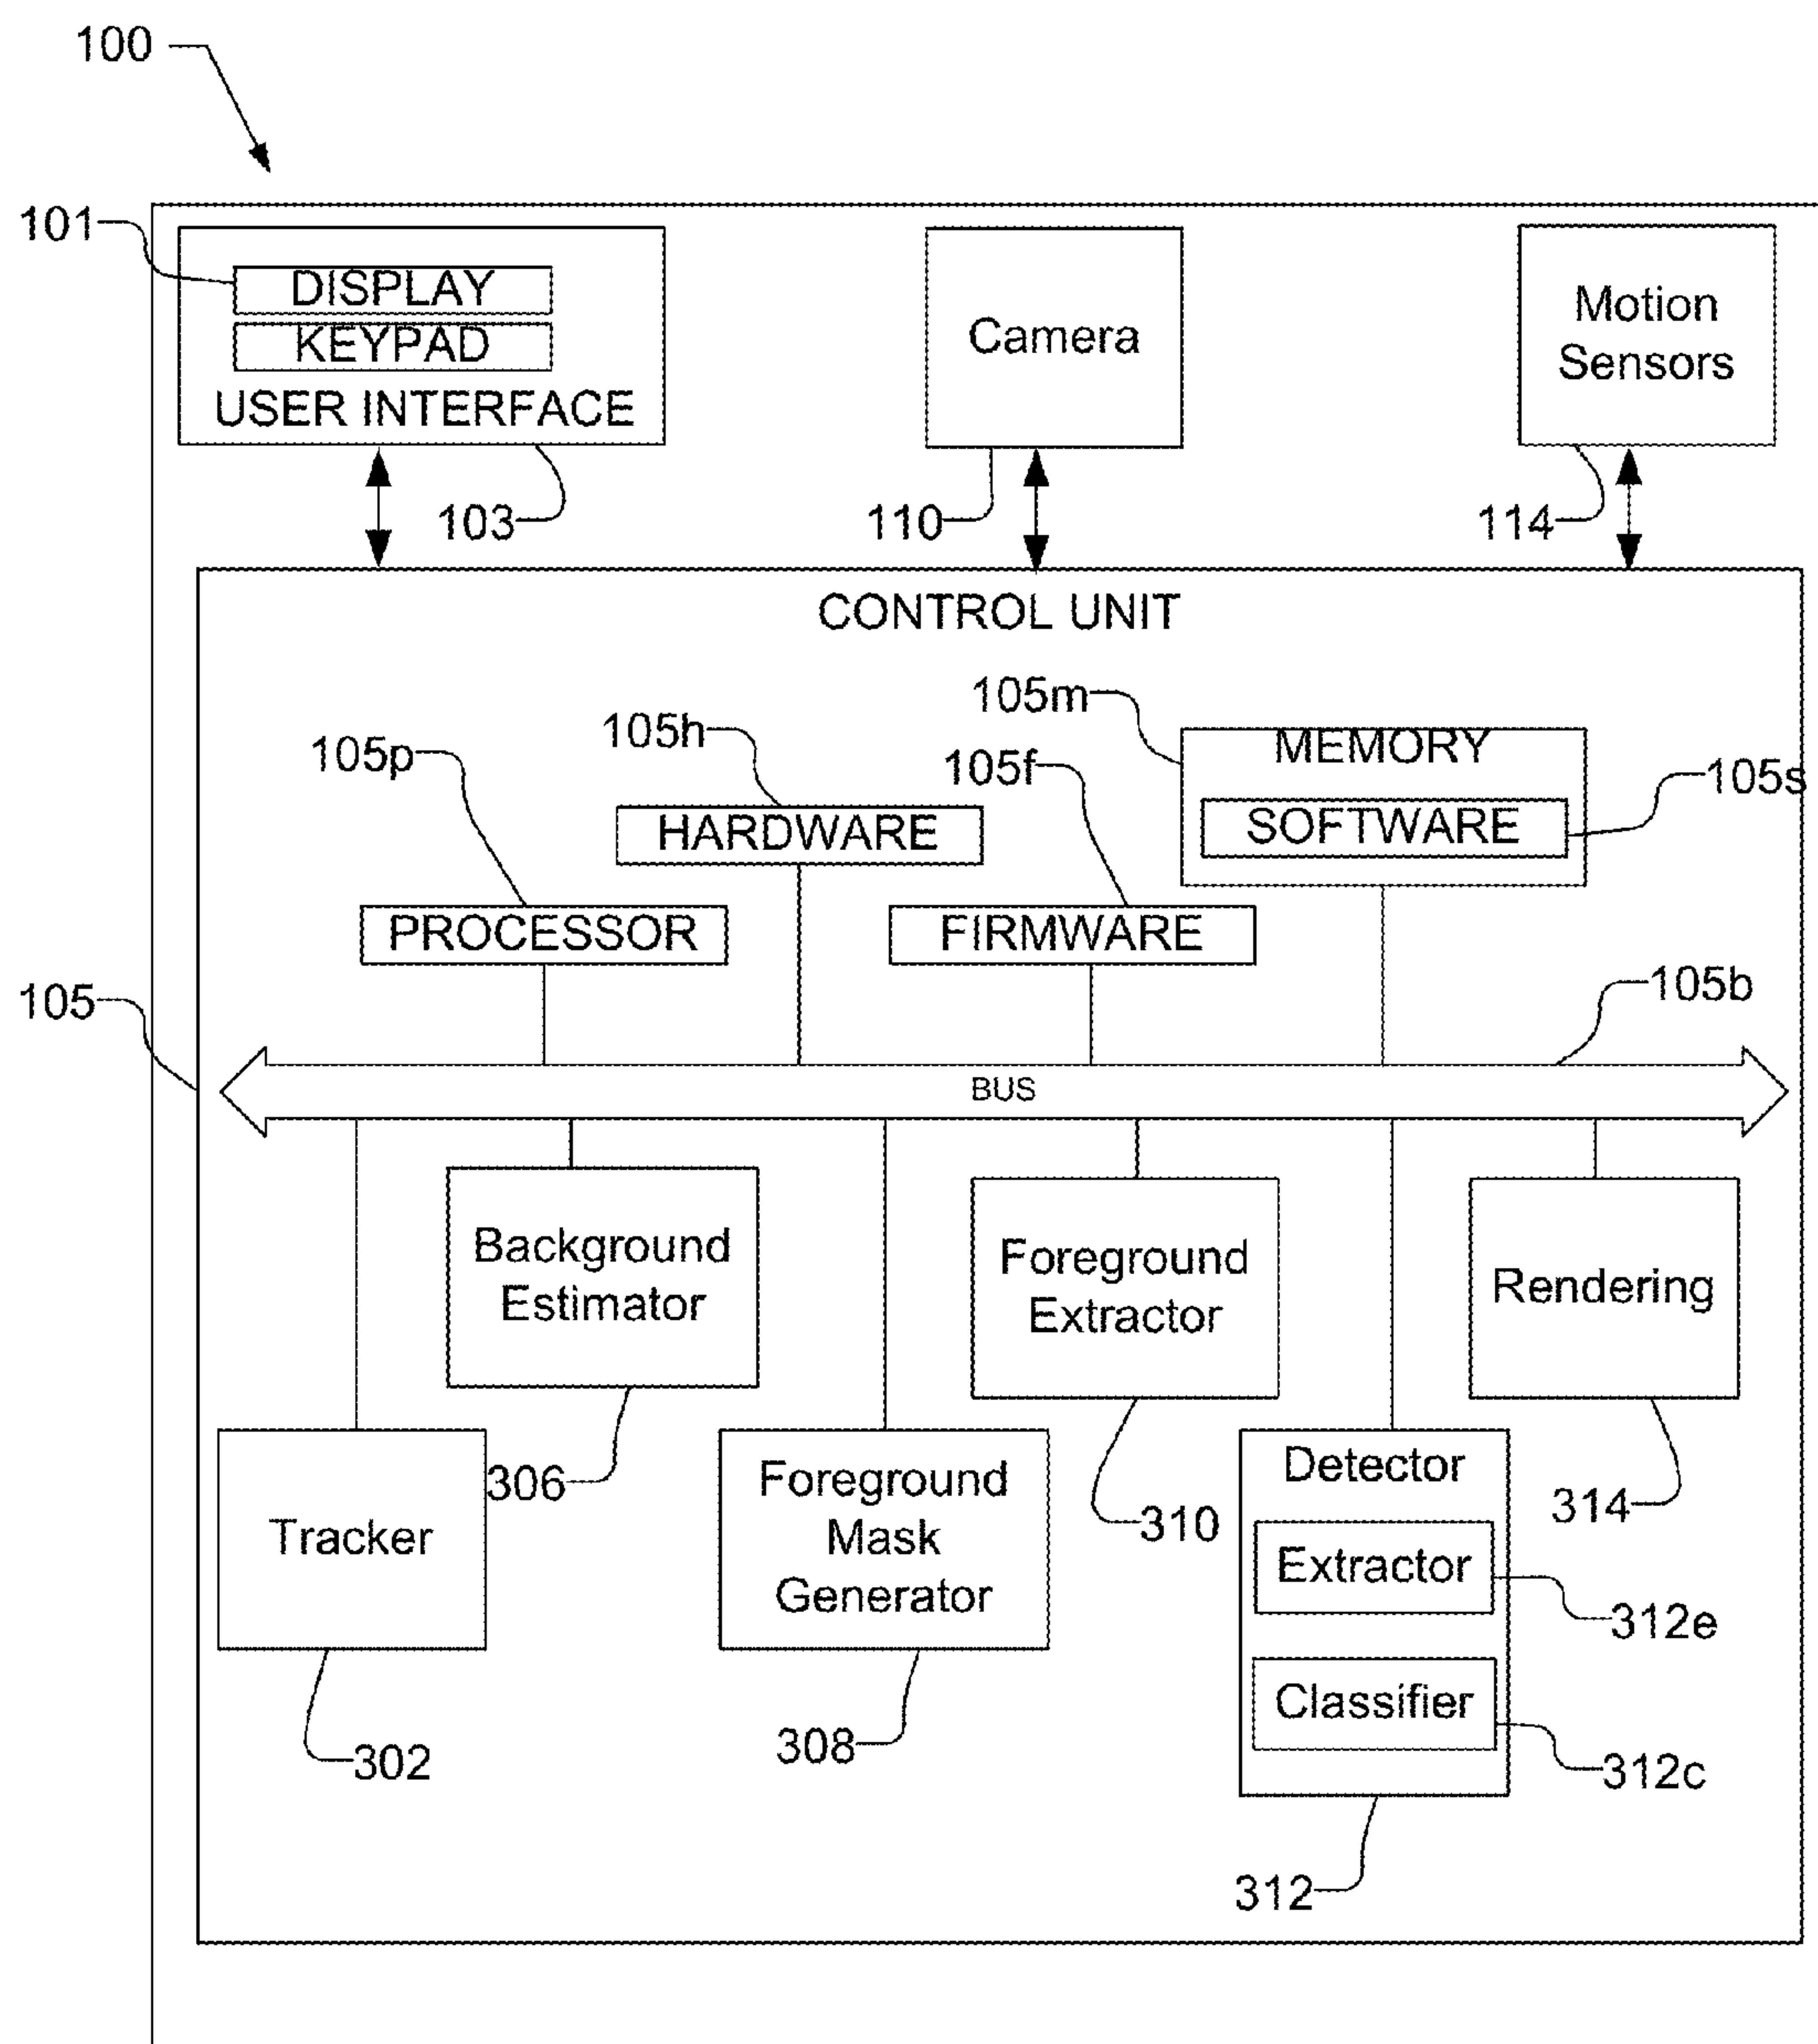 100
101
DISPLAY
KEYPAD
USER INTERFACE
103
Camera
110
Motion
Sensors
114
CONTROL UNIT
105m
MEMORY
105s
SOFTWARE
105h
HARDWARE
105p
PROCESSOR
105f
FIRMWARE
105
105b
BUS
Background
Estimator
306
Foreground
Extractor
310
Rendering
314
Tracker
302
Foreground
Mask
Generator
308
Detector
Extractor
312e
Classifier
312c
312